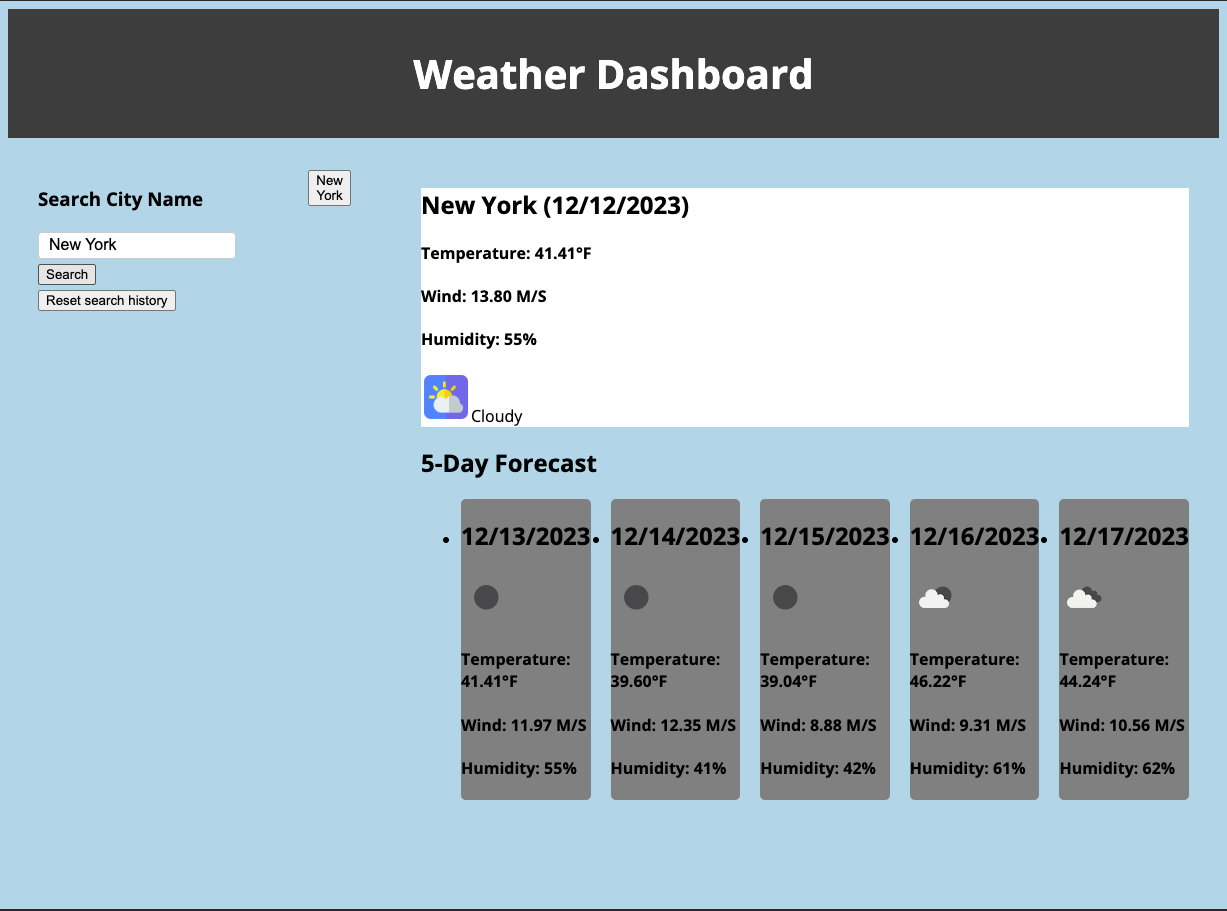 Weather Dashboard
Search City Name
New York
Search
Reset search history
New
York
New York (12/12/2023)
Temperature: 41.41°F
Wind: 13.80 M/S
Humidity: 55%
Cloudy
5-Day Forecast
12/13/2023
Temperature:
41.41°F
Wind: 11.97 M/S
Humidity: 55%
12/14/2023
Temperature:
39.60°F
Wind: 12.35 M/S
Humidity: 41%
12/15/2023
Temperature:
39.04°F
Wind: 8.88 M/S
Humidity: 42%
12/16/2023
Temperature:
46.22°F
Wind: 9.31 M/S
Humidity: 61%
12/17/2023
Temperature:
44.24°F
Wind: 10.56 M/S
Humidity: 62%